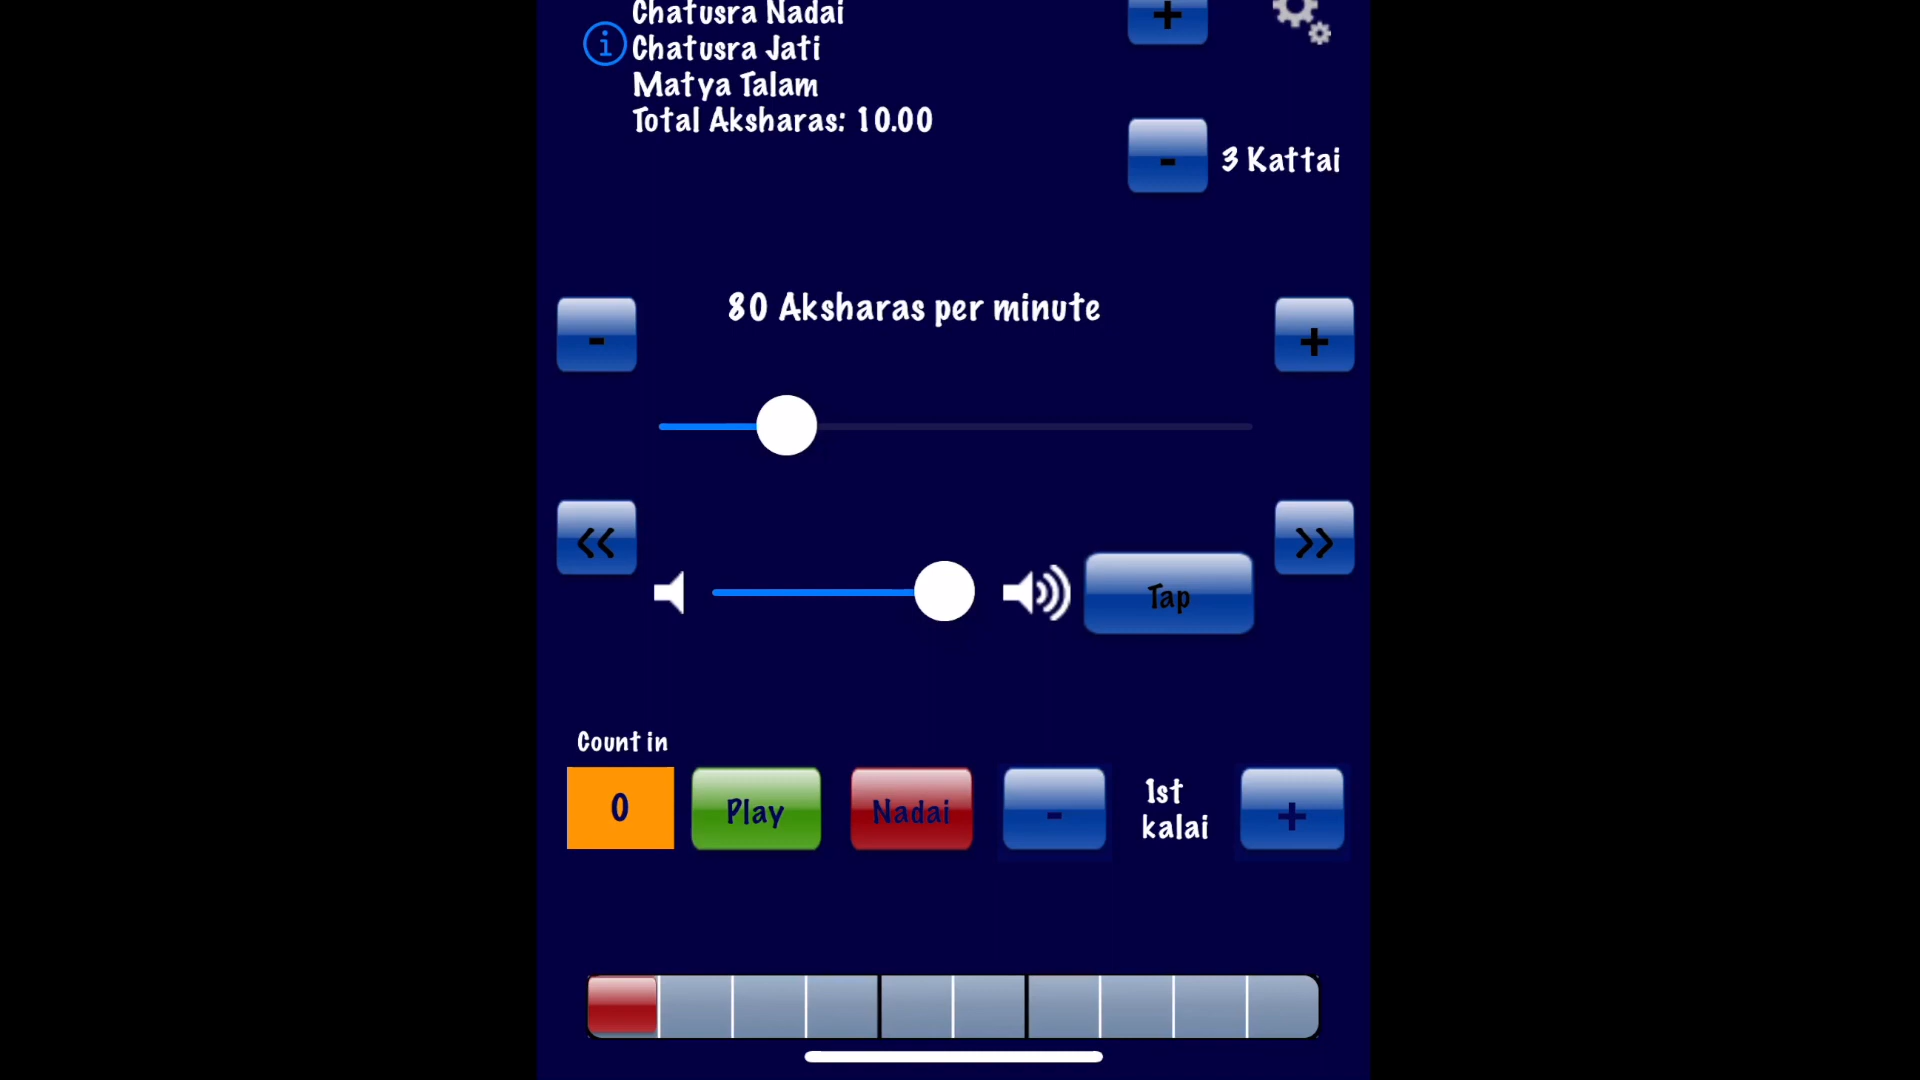 Chatusra Nadai
Chatusra Jati
Matya Talam
Total Aksharas: 10.00
+
-
3 Kattai
80 Aksharas per minute
-
+
<<
>>
Tap
Count in
0
Play
Nadai
-
1st
kalai
+